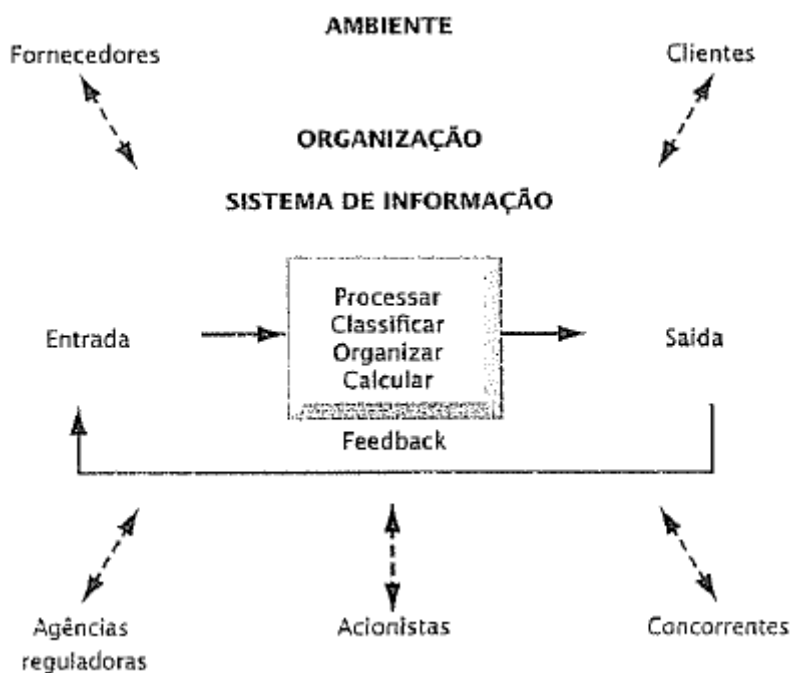 AMBIENTE
Fornecedores
Clientes
ORGANIZAÇÃO
SISTEMA DE INFORMAÇÃO
Entrada
Processar
Classificar
Organizar
Calcular
Saída
Feedback
Agências
reguladoras
Acionistas
Concorrentes